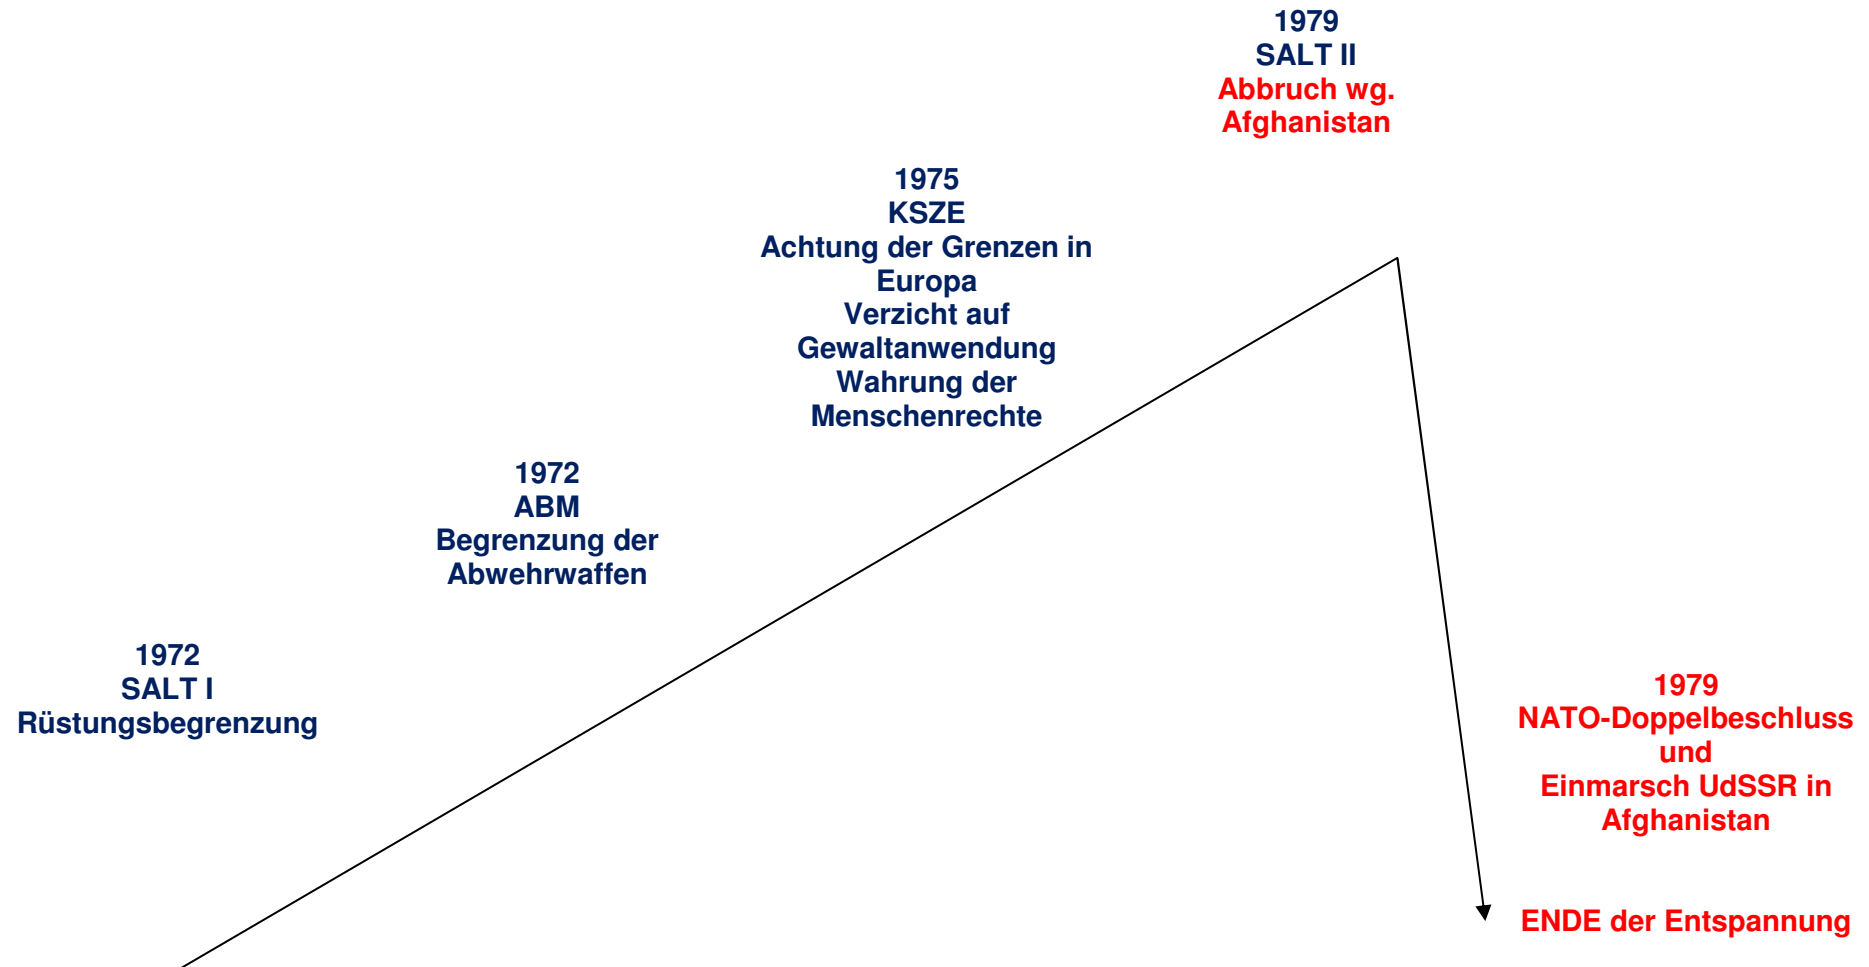 1979
SALT II
Abbruch wg.
Afghanistan
1975
KSZE
Achtung der Grenzen in
Europa
Verzicht auf
Gewaltanwendung
Wahrung der
Menschenrechte
1972
ABM
Begrenzung der
Abwehrwaffen
1972
SALT I
Rüstungsbegrenzung
1979
NATO-Doppelbeschluss
und
Einmarsch UdSSR in
Afghanistan
ENDE der Entspannung